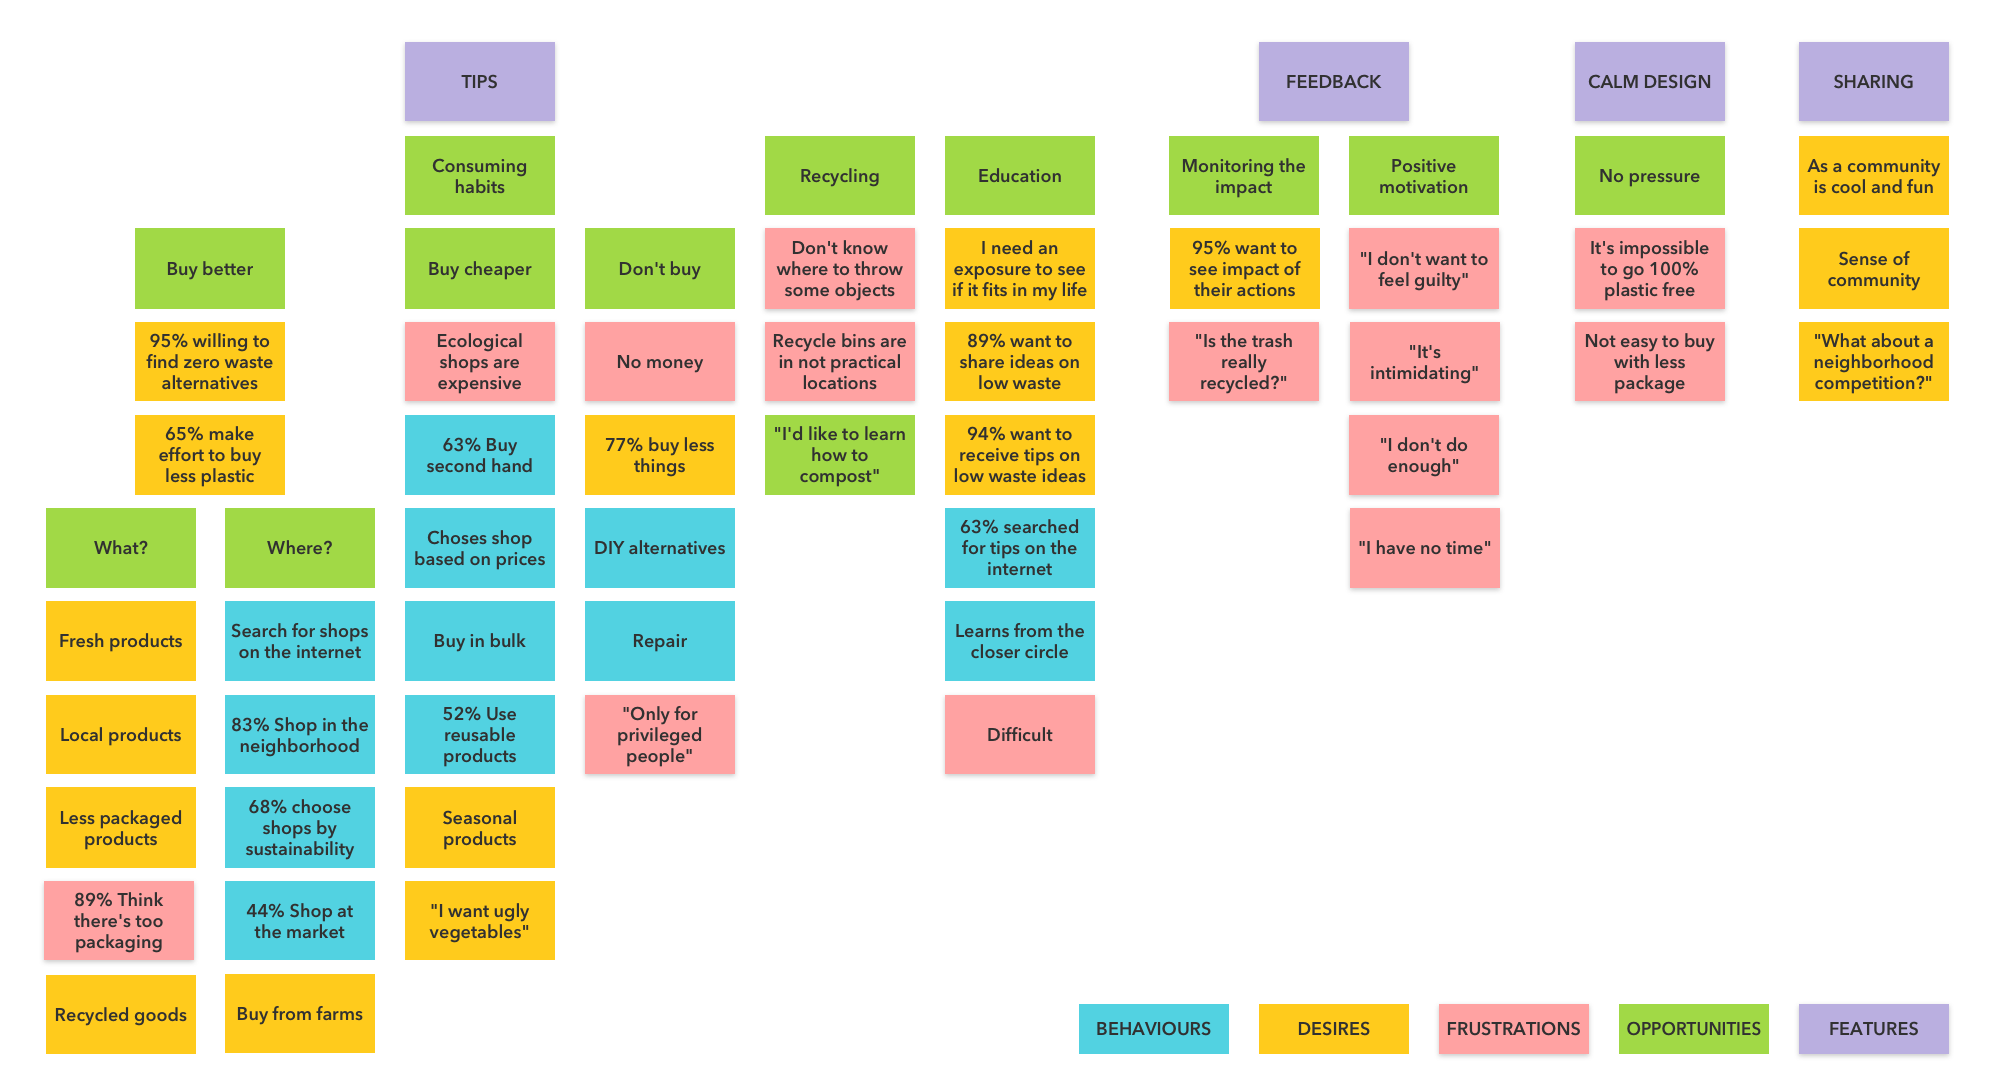 TIPS
FEEDBACK
CALM DESIGN
SHARING
Consuming
habits
Recycling
Education
Monitoring the
impact
Positive
motivation
No pressure
As a community
is cool and fun
Buy better
Buy cheaper
Don't buy
Don't know
where to throw
some objects
I need an
exposure to see
if it fits in my life
95% want to
see impact of
their actions
"I don't want to
feel guilty"
It's impossible
to go 100%
plastic free
Sense of
community
95% willing to
find zero waste
alternatives
Ecological
shops are
expensive
No money
Recycle bins are
in not practical
locations
89% want to
share ideas on
low waste
"Is the trash
really
recycled?"
"It's
intimidating"
Not easy to buy
with less
package
"What about a
neighborhood
competition?"
65% make
effort to buy
less plastic
63% Buy
second hand
77% buy less
things
"I'd like to learn
how to
compost"
94% want to
receive tips on
low waste ideas
"I don't do
enough"
What?
Where?
Choses shop
based on prices
DIY alternatives
63% searched
for tips on the
internet
"I have no time"
Fresh products
Search for shops
on the internet
Buy in bulk
Repair
Learns from the
closer circle
Local products
83% Shop in the
neighborhood
52% Use
reusable
products
"Only for
privileged
people"
Difficult
Less packaged
products
68% choose
shops by
sustainability
Seasonal
products
89% Think
there's too
packaging
44% Shop at
the market
"I want ugly
vegetables"
Recycled goods
Buy from farms
BEHAVIOURS
DESIRES
FRUSTRATIONS
OPPORTUNITIES
FEATURES